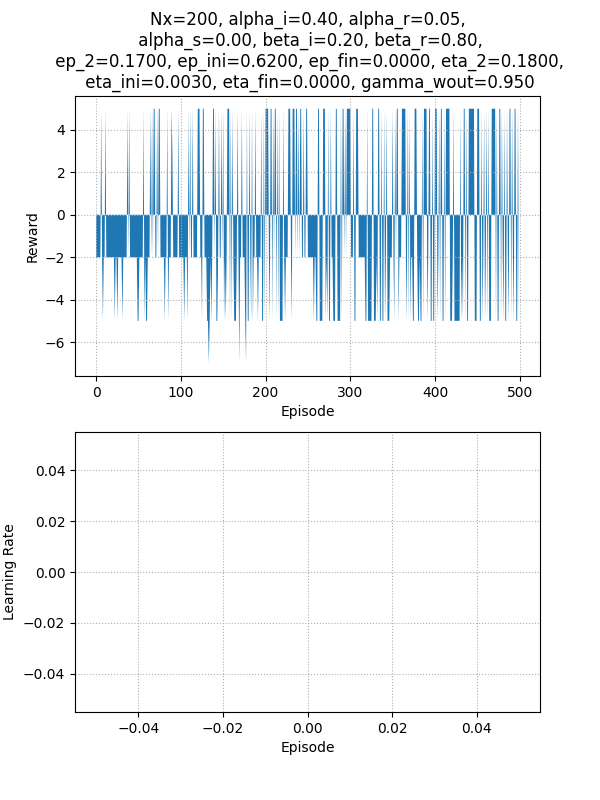 Nx=200, alpha_i=0.40, alpha_r=0.05,
alpha_s=0.00, beta_i=0.20, beta_r=0.80,
ep_2=0.1700, ep_ini=0.6200, ep_fin=0.0000, eta_2=0.1800,
eta_ini=0.0030, eta_fin=0.0000, gamma_wout=0.950
4
2
0
−2
−4
−6
Reward
0 100 200 300 400 500
Episode
0.04
0.02
0.00
−0.02
−0.04
Learning Rate
−0.04 −0.02 0.00 0.02 0.04
Episode